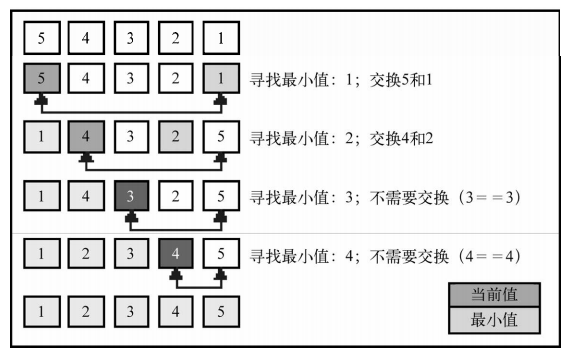 5 4 3 2 1
5 4 3 2 1 寻找最小值：1；交换5和1
1 4 3 2 5 寻找最小值：2；交换4和2
1 4 3 2 5 寻找最小值：3；不需要交换（3==3）
1 2 3 4 5 寻找最小值：4；不需要交换（4==4）
当前值
1 2 3 4 5
最小值